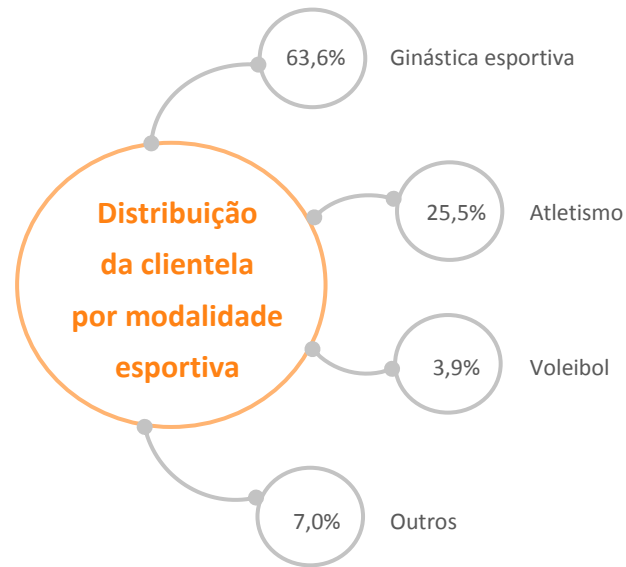 63,6% Ginástica esportiva
Distribuição
da clientela
por modalidade
esportiva
25,5% Atletismo
3,9% Voleibol
7,0% Outros